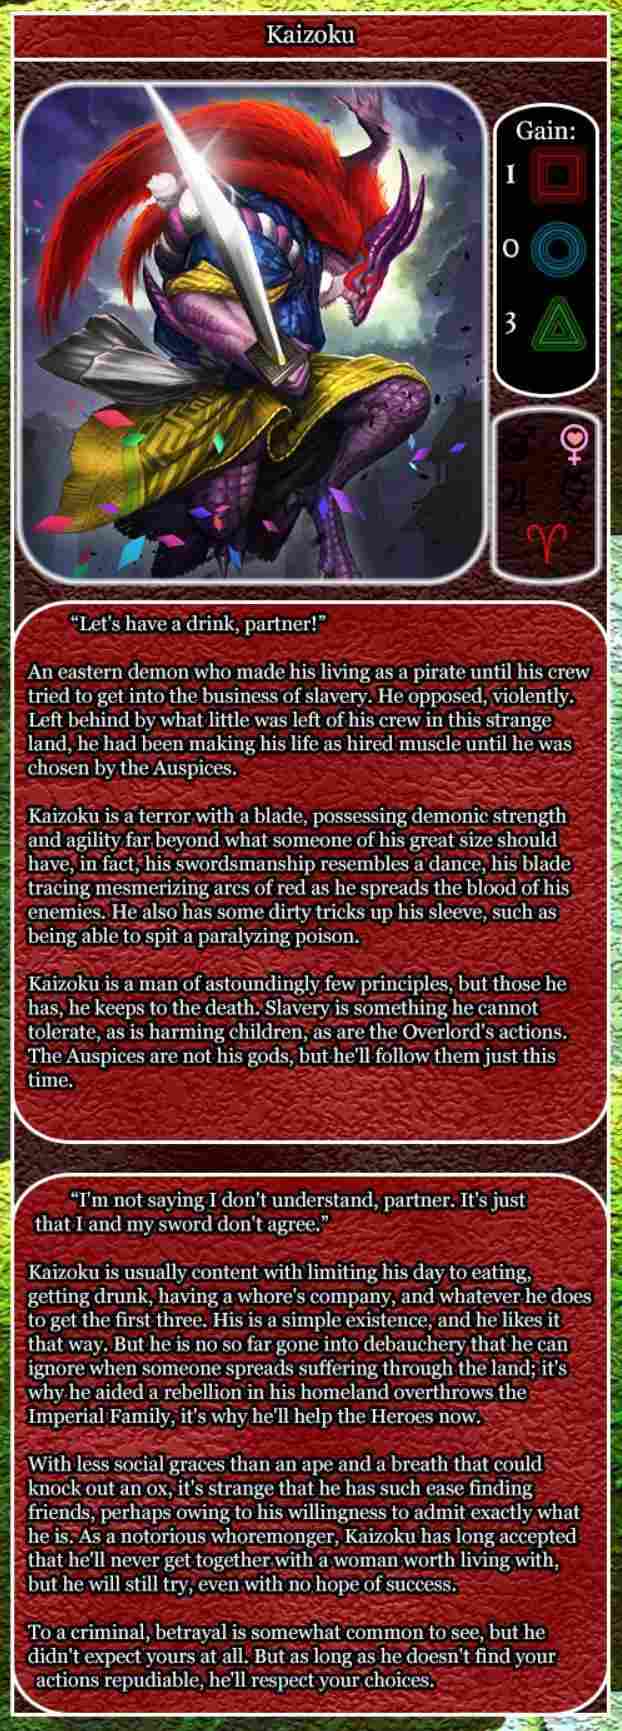 Kaizoku
Gain:
1
0
3
“Let's have a drink, partner!”
An eastern demon who made his living as a pirate until his crew
tried to get into the business of slavery. He opposed, violently.
Left behind by what little was left of his crew in this strange
land, he had been making his life as hired muscle until he was
chosen by the Auspices.
Kaizoku is a terror with a blade, possessing demonic strength
and agility far beyond what someone of his great size should
have, in fact, his swordsmanship resembles a dance, his blade
tracing mesmerizing arcs of red as he spreads the blood of his
enemies. He also has some dirty tricks up his sleeve, such as
being able to spit a paralyzing poison.
Kaizoku is a man of astoundingly few principles, but those he
has, he keeps to the death. Slavery is something he cannot
tolerate, as is harming children, as are the Overlord's actions.
The Auspices are not his gods, but he'll follow them just this
time.
“I'm not saying I don't understand, partner. It's just
that I and my sword don't agree.”
Kaizoku is usually content with limiting his day to eating,
getting drunk, having a whore's company, and whatever he does
to get the first three. His is a simple existence, and he likes it
that way. But he is no so far gone into debauchery that he can
ignore when someone spreads suffering through the land; it's
why he aided a rebellion in his homeland overthrows the
Imperial Family, it's why he'll help the Heroes now.
With less social graces than an ape and a breath that could
knock out an ox, it's strange that he has such ease finding
friends, perhaps owing to his willingness to admit exactly what
he is. As a notorious whoremonger, Kaizoku has long accepted
that he'll never get together with a woman worth living with,
but he will still try, even with no hope of success.
To a criminal, betrayal is somewhat common to see, but he
didn't expect yours at all. But as long as he doesn't find your
actions repudiable, he'll respect your choices.